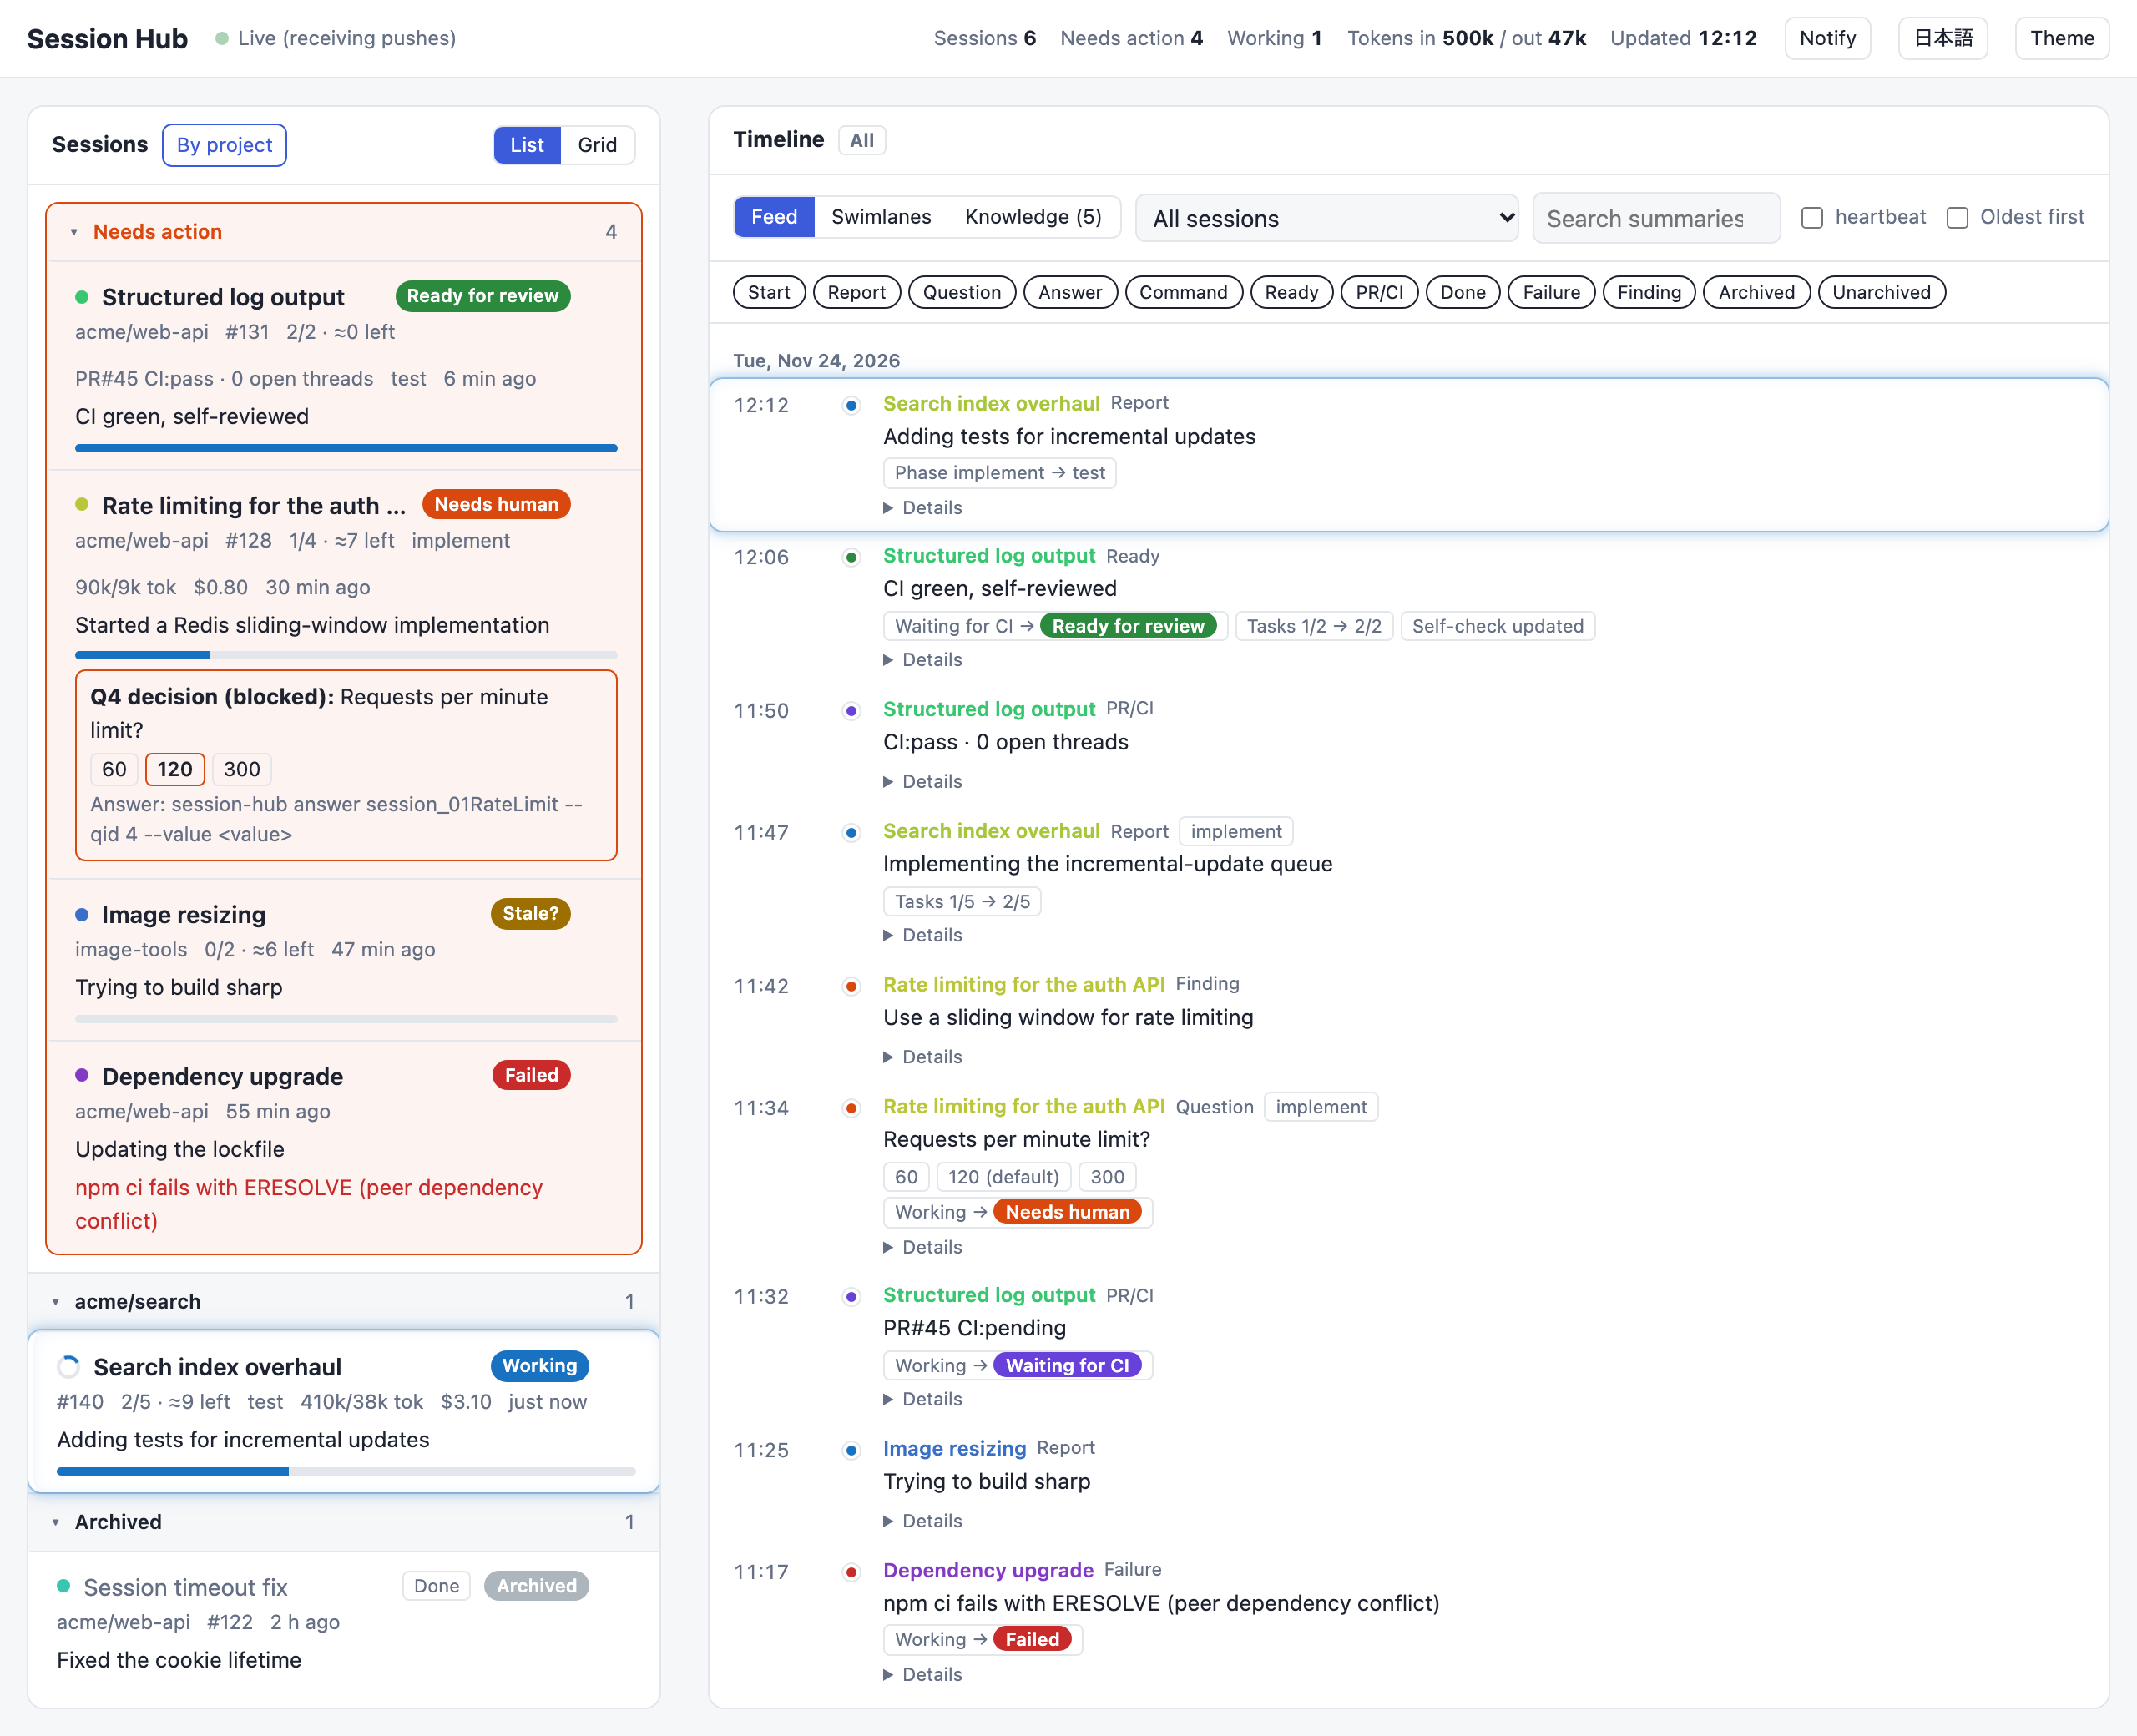 Session Hub
Live (receiving pushes)
Sessions 6
Needs action 4
Working 1
Tokens in 500k / out 47k
Updated 12:12
Notify
日本語
Theme
Sessions
By project
List
Grid
Needs action
4
Structured log output
Ready for review
acme/web-api #131 2/2 · ≈0 left
PR#45 CI:pass · 0 open threads test 6 min ago
CI green, self-reviewed
Rate limiting for the auth ...
Needs human
acme/web-api #128 1/4 · ≈7 left implement
90k/9k tok $0.80 30 min ago
Started a Redis sliding-window implementation
Q4 decision (blocked): Requests per minute
limit?
60 120 300
Answer: session-hub answer session_01RateLimit --
qid 4 --value <value>
Image resizing
Stale?
image-tools 0/2 · ≈6 left 47 min ago
Trying to build sharp
Dependency upgrade
Failed
acme/web-api 55 min ago
Updating the lockfile
npm ci fails with ERESOLVE (peer dependency
conflict)
acme/search
1
Search index overhaul
Working
#140 2/5 · ≈9 left test 410k/38k tok $3.10 just now
Adding tests for incremental updates
Archived
1
Session timeout fix
Done
Archived
acme/web-api #122 2 h ago
Fixed the cookie lifetime
Timeline
All
Feed
Swimlanes
Knowledge (5)
All sessions
Search summaries
heartbeat
Oldest first
Start Report Question Answer Command Ready PR/CI Done Failure Finding Archived Unarchived
Tue, Nov 24, 2026
12:12 Search index overhaul Report
Adding tests for incremental updates
Phase implement → test
Details
12:06 Structured log output Ready
CI green, self-reviewed
Waiting for CI → Ready for review Tasks 1/2 → 2/2 Self-check updated
Details
11:50 Structured log output PR/CI
CI:pass · 0 open threads
Details
11:47 Search index overhaul Report implement
Implementing the incremental-update queue
Tasks 1/5 → 2/5
Details
11:42 Rate limiting for the auth API Finding
Use a sliding window for rate limiting
Details
11:34 Rate limiting for the auth API Question implement
Requests per minute limit?
60 120 (default) 300
Working → Needs human
Details
11:32 Structured log output PR/CI
PR#45 CI:pending
Working → Waiting for CI
Details
11:25 Image resizing Report
Trying to build sharp
Details
11:17 Dependency upgrade Failure
npm ci fails with ERESOLVE (peer dependency conflict)
Working → Failed
Details